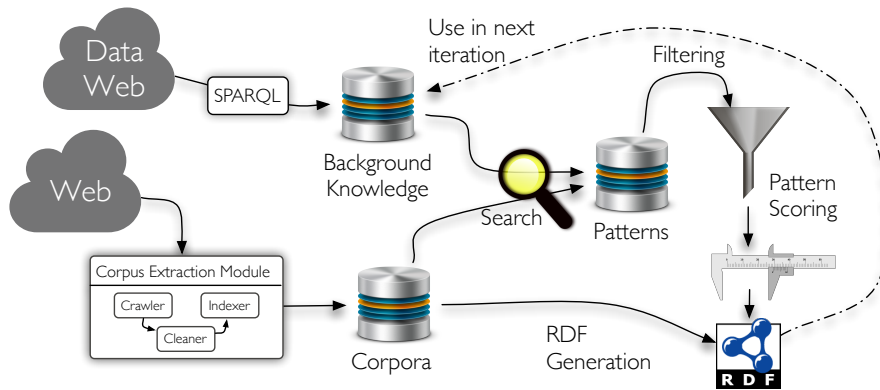 Data
Web
SPARQL
Background
Knowledge
Use in next
iteration
Filtering
Search
Patterns
Pattern
Scoring
Web
Corpus Extraction Module
Crawler
Indexer
Cleaner
Corpora
RDF
Generation
RDF